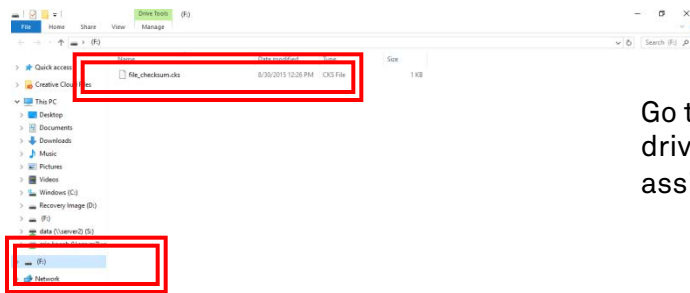 Drive Tools (F:)
File Home Share View Manage
(F:)
Search (F:)
Name Date modified Type Size
Quick access
file_checksum.cks 8/30/2015 12:26 PM CKS File 1 KB
Creative Cloud Files
This PC
Desktop
Documents
Downloads
Music
Pictures
Videos
Windows (C:)
Recovery Image (D:)
(F:)
data (\\server2) (S:)
(F:)
Network
Go t
driv
assi